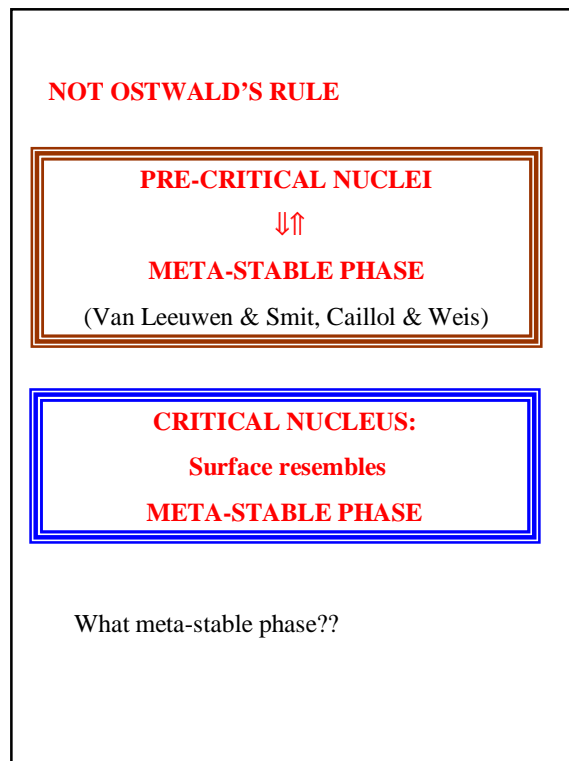 NOT OSTWALD’S RULE
PRE-CRITICAL NUCLEI
⇓⇑
META-STABLE PHASE
(Van Leeuwen & Smit, Caillol & Weis)
CRITICAL NUCLEUS:
Surface resembles
META-STABLE PHASE
What meta-stable phase??